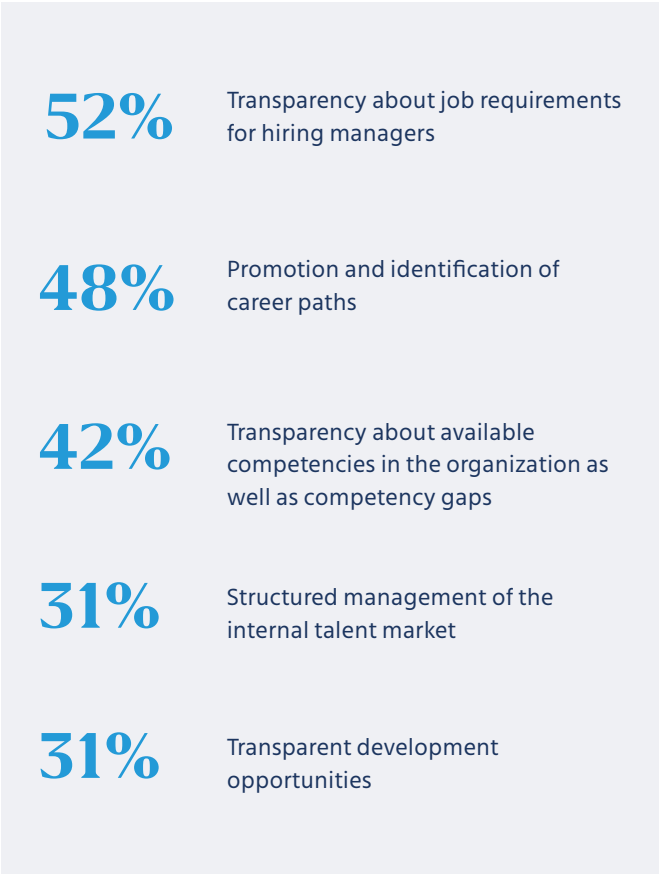 52%
Transparency about job requirements
for hiring managers
48%
Promotion and identification of
career paths
42%
Transparency about available
competencies in the organization as
well as competency gaps
31%
Structured management of the
internal talent market
31%
Transparent development
opportunities